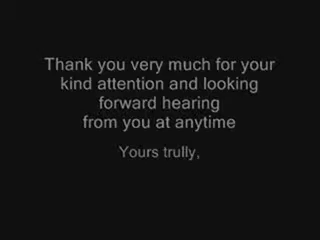 Thank you very much for your
kind attention and looking
forward hearing
from you at anytime
Yours trully,